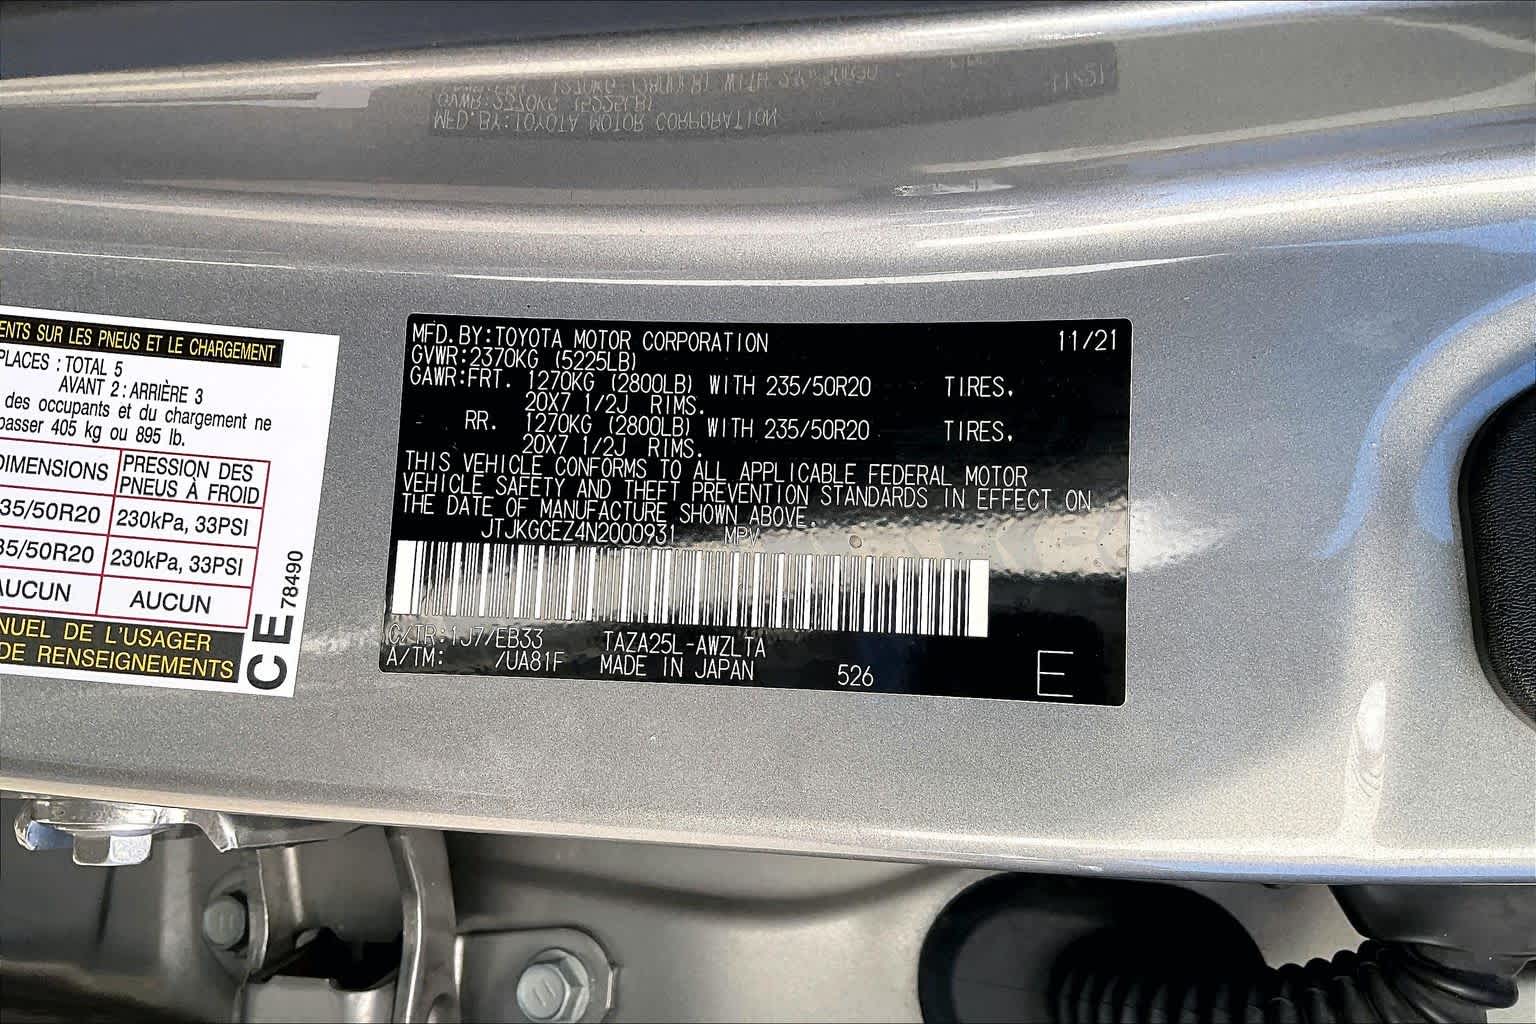 ENTS SUR LES PNEUS ET LE CHARGEMENT
PLACES : TOTAL 5
AVANT 2 : ARRIÈRE 3
des occupants et du chargement ne
passer 405 kg ou 895 lb.
DIMENSIONS PRESSION DES PNEUS À FROID
35/50R20 230kPa, 33PSI
35/50R20 230kPa, 33PSI
AUCUN AUCUN
NUEL DE L'USAGER
DE RENSEIGNEMENTS
CE 78490
MFD.BY:TOYOTA MOTOR CORPORATION 11/21
GVWR:2370KG (5225LB)
GAWR:FRT. 1270KG (2800LB) WITH 235/50R20 TIRES,
20X7 1/2J RIMS.
RR. 1270KG (2800LB) WITH 235/50R20 TIRES,
20X7 1/2J RIMS.
THIS VEHICLE CONFORMS TO ALL APPLICABLE FEDERAL MOTOR
VEHICLE SAFETY AND THEFT PREVENTION STANDARDS IN EFFECT ON
THE DATE OF MANUFACTURE SHOWN ABOVE.
JTJKGCEZ4N2000931 MPV
C/TR:1J7/EB33 TAZA25L-AWZLTA
A/TM: /UA81F MADE IN JAPAN 526 E